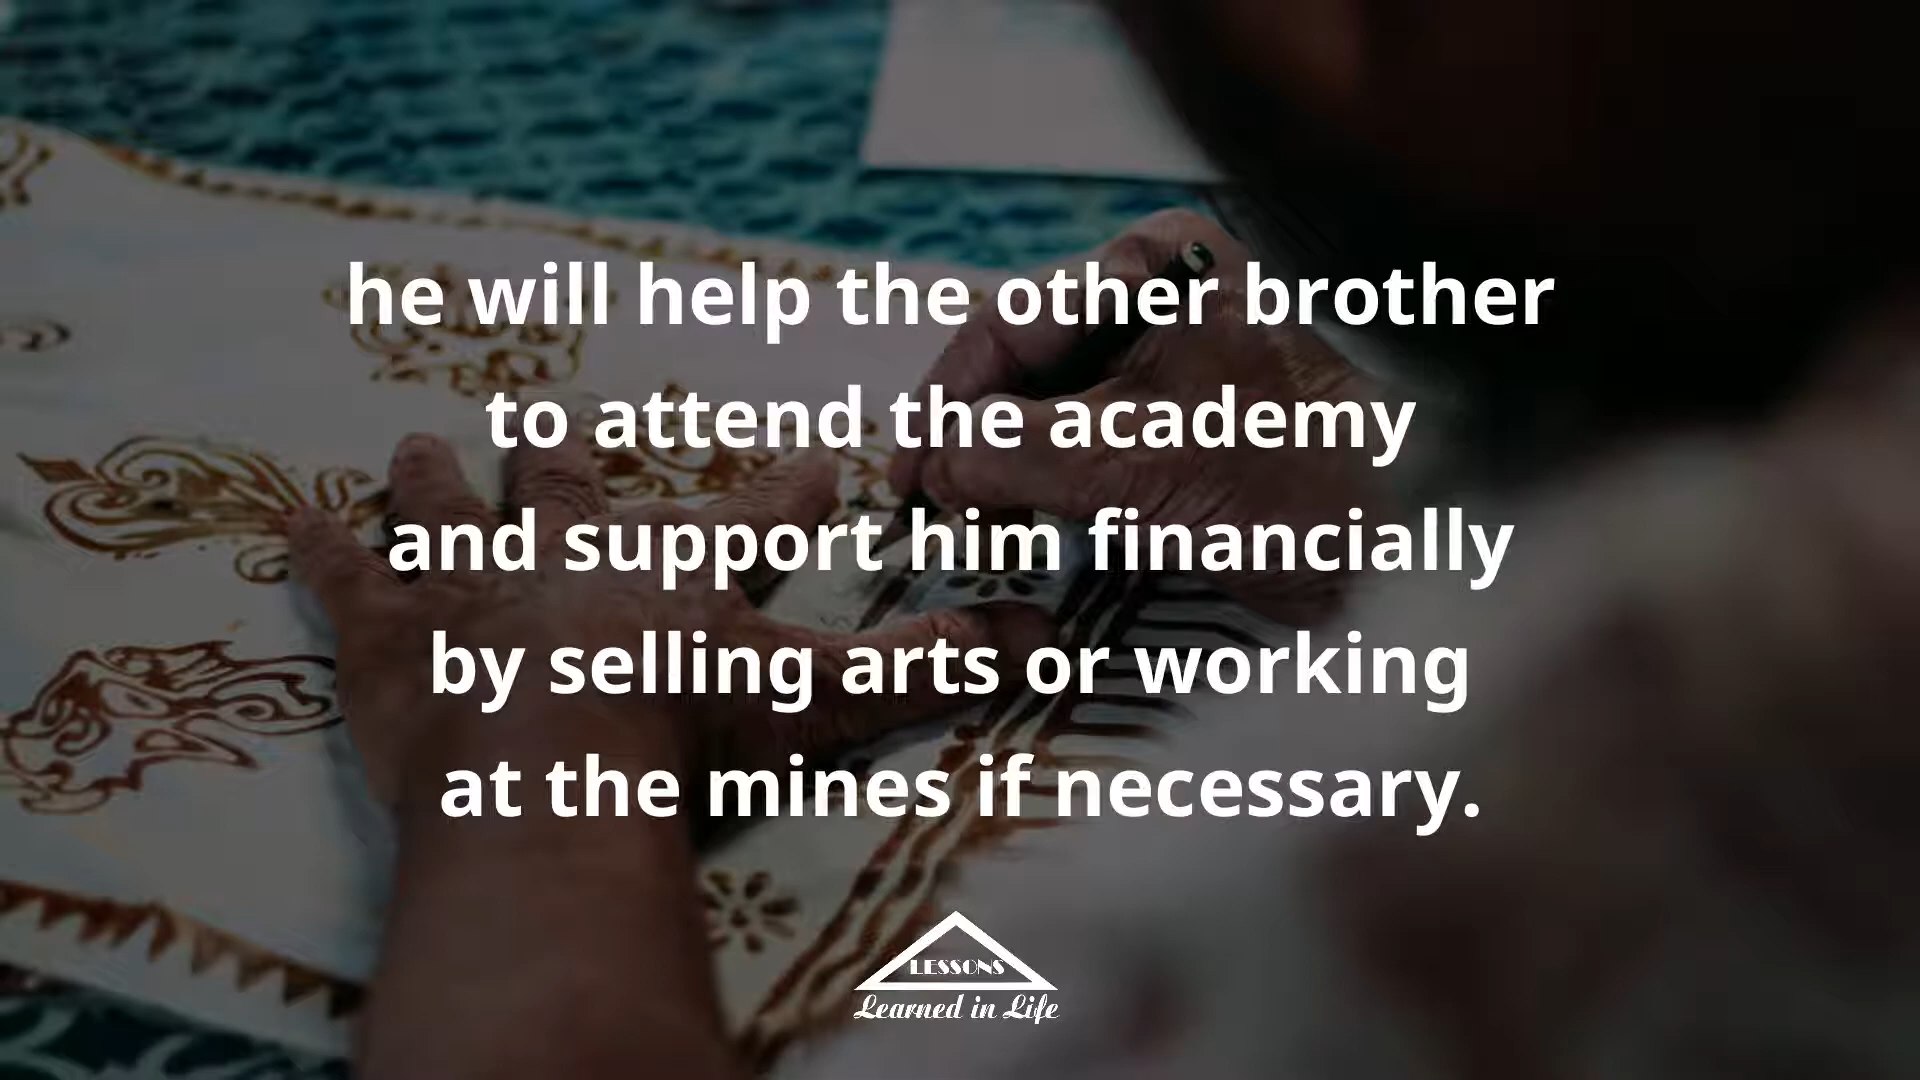 he will help the other brother
to attend the academy
and support him financially
by selling arts or working
at the mines if necessary.
LESSONS
Learned in Life